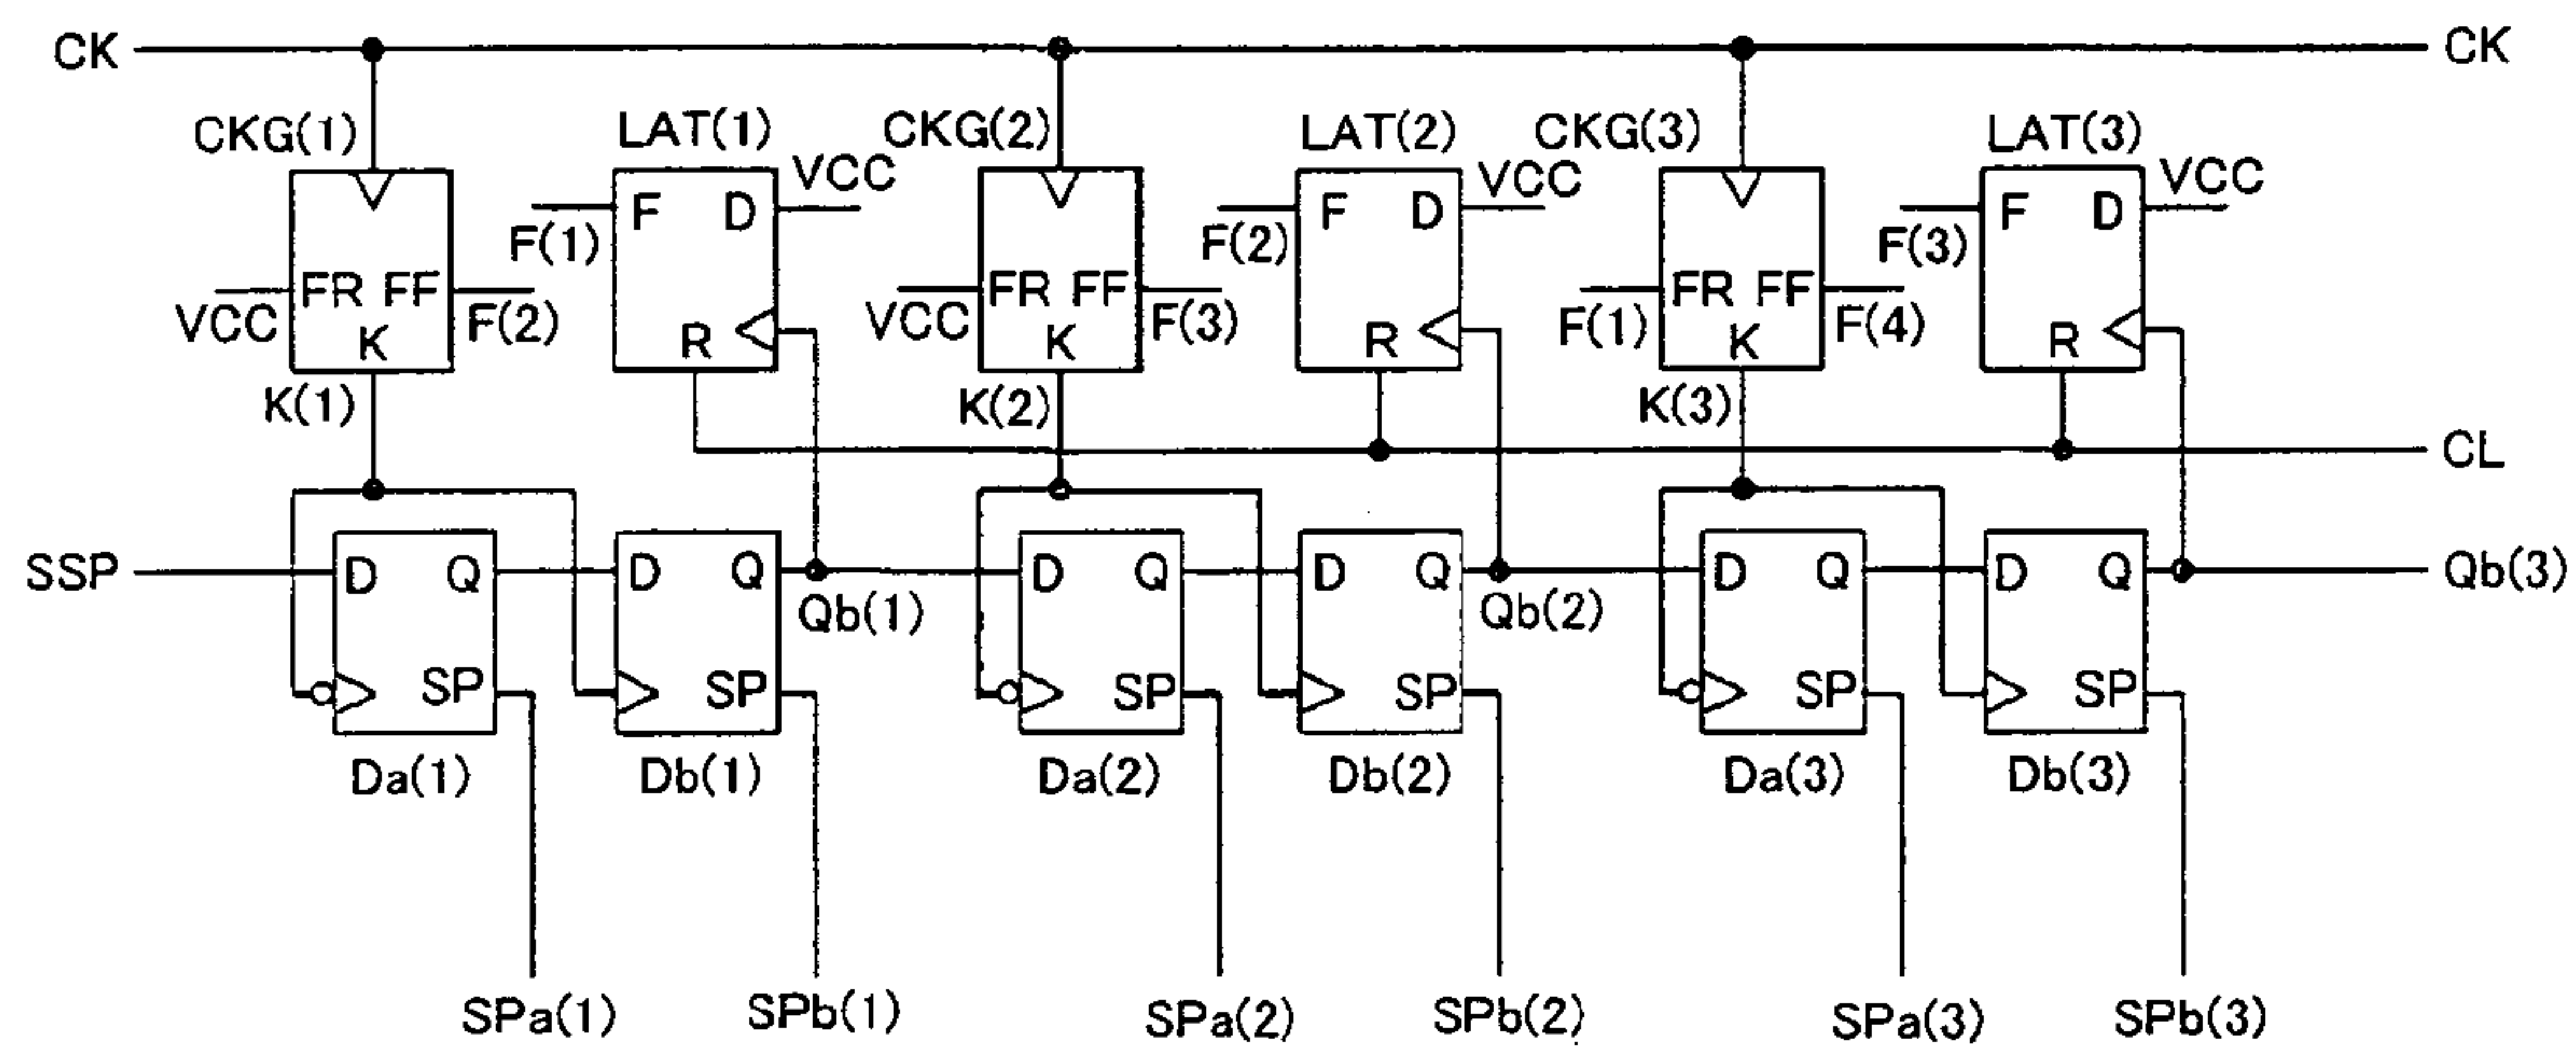 CK CK
CKG(1) LAT(1) CKG(2) LAT(2) CKG(3) LAT(3)
VCC VCC VCC
F D F D F D
F(1) F(2) F(3)
FR FF FR FF FR FF
VCC K F(2) R VCC K F(3) R F(1) K F(4) R
K(1) K(2) K(3)
CL
SSP D Q D Q D Q D Q D Q D Q Qb(3)
Qb(1) Qb(2)
SP SP SP SP SP SP
Da(1) Db(1) Da(2) Db(2) Da(3) Db(3)
SPa(1) SPb(1) SPa(2) SPb(2) SPa(3) SPb(3)